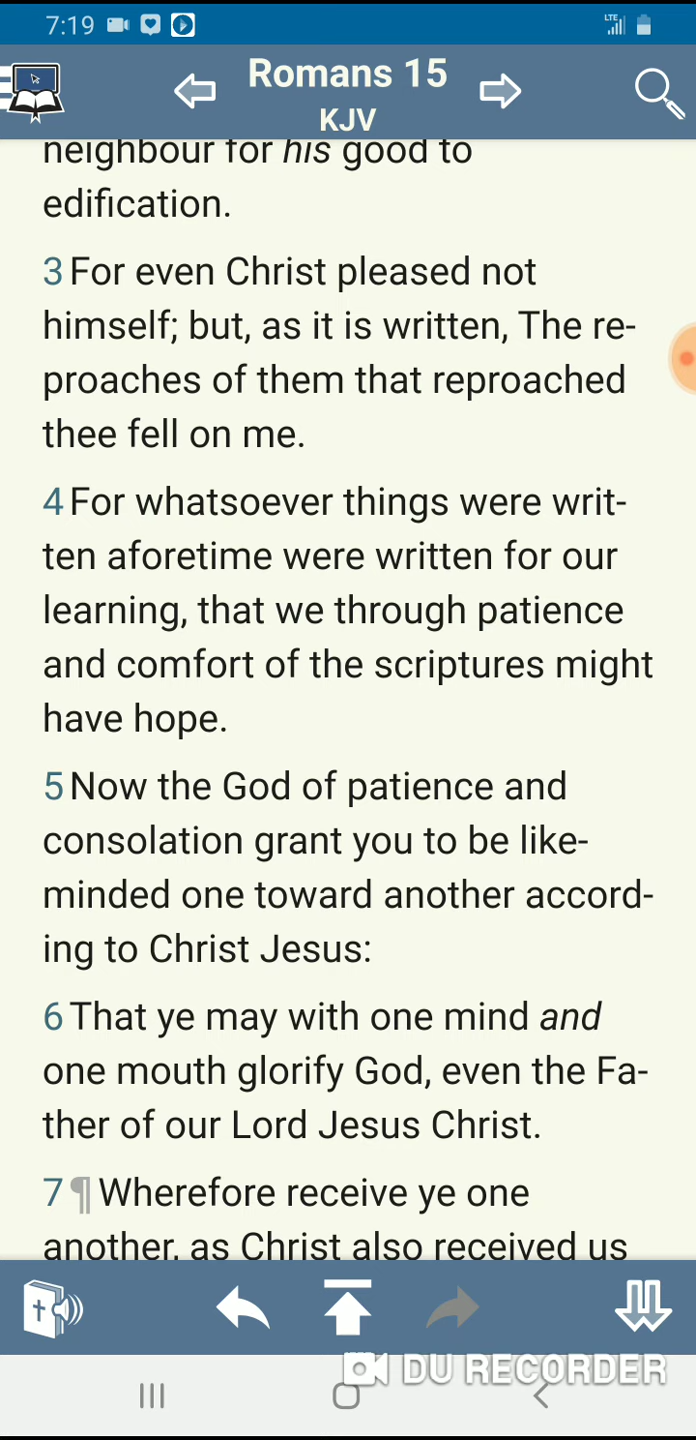 7:19
LTE
Romans 15
KJV
neighbour for his good to
edification.
3 For even Christ pleased not
himself; but, as it is written, The re-
proaches of them that reproached
thee fell on me.
4 For whatsoever things were writ-
ten aforetime were written for our
learning, that we through patience
and comfort of the scriptures might
have hope.
5 Now the God of patience and
consolation grant you to be like-
minded one toward another accord-
ing to Christ Jesus:
6 That ye may with one mind and
one mouth glorify God, even the Fa-
ther of our Lord Jesus Christ.
7 ¶ Wherefore receive ye one
another, as Christ also received us
DU RECORDER